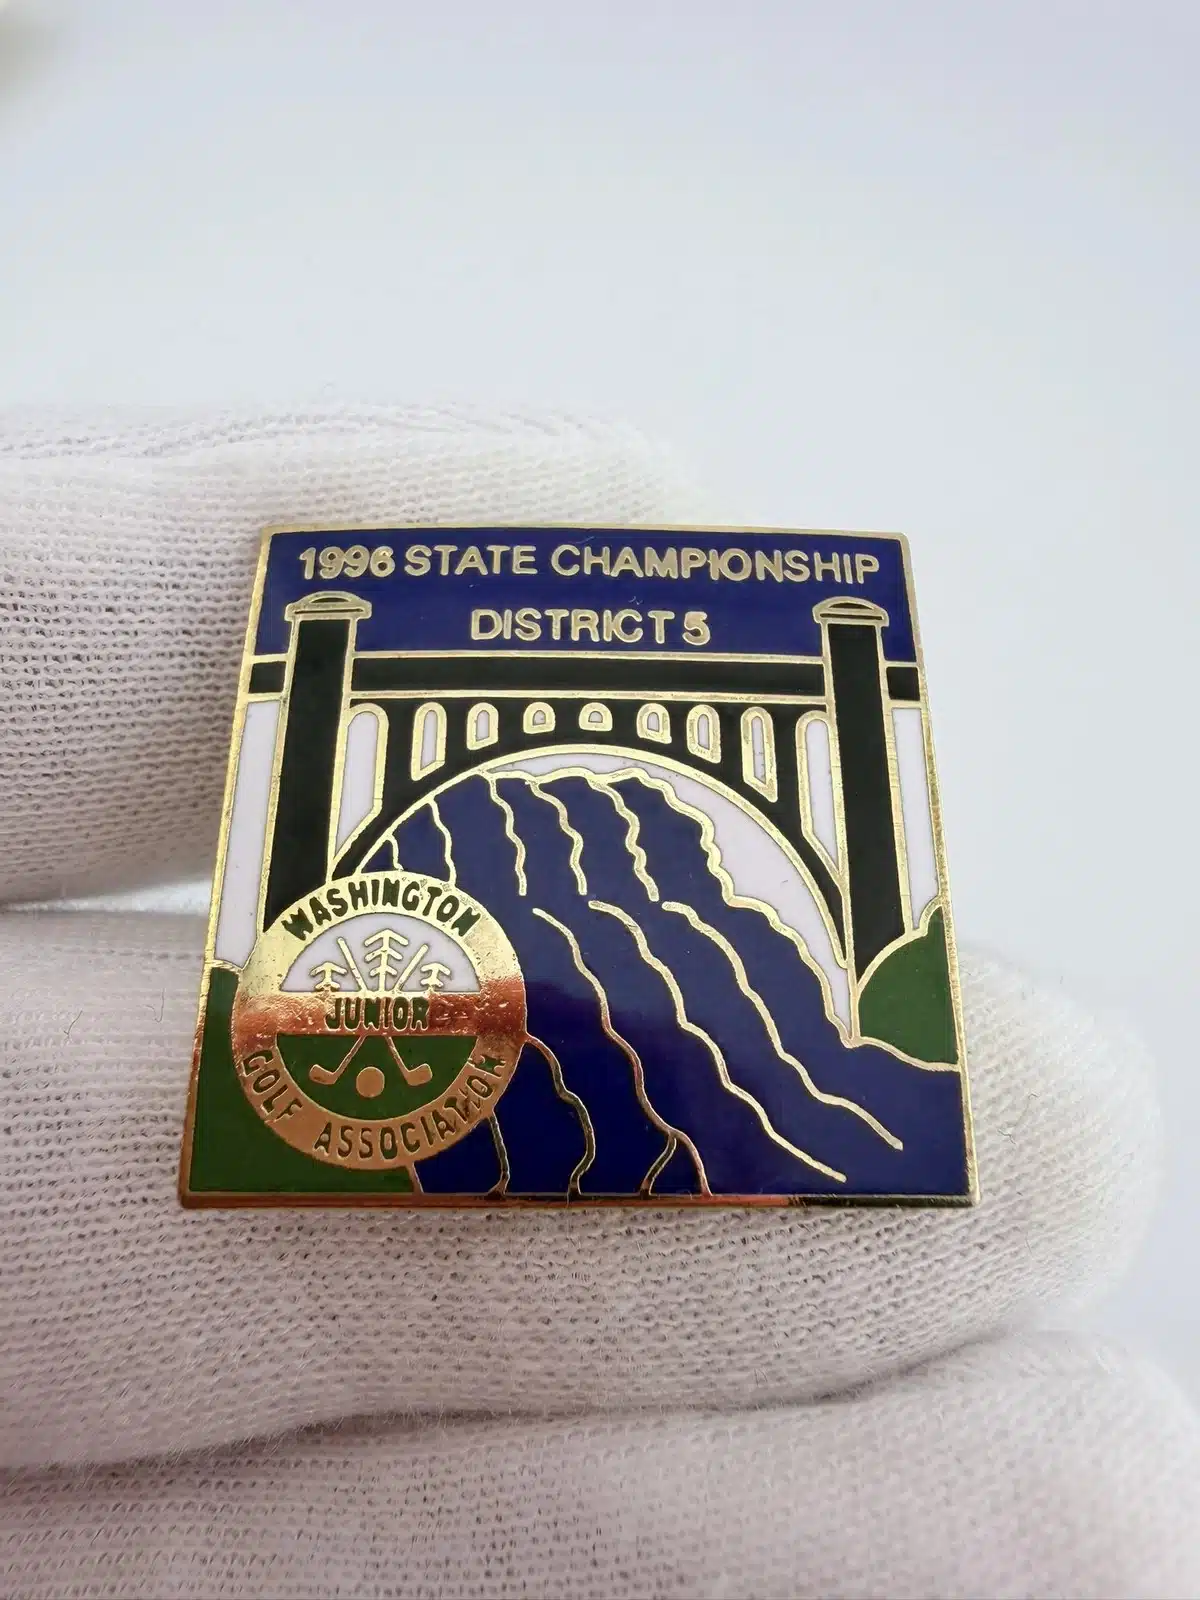 1996 STATE CHAMPIONSHIP
DISTRICT 5
WASHINGTON
JUNIOR
GOLF ASSOCIATION